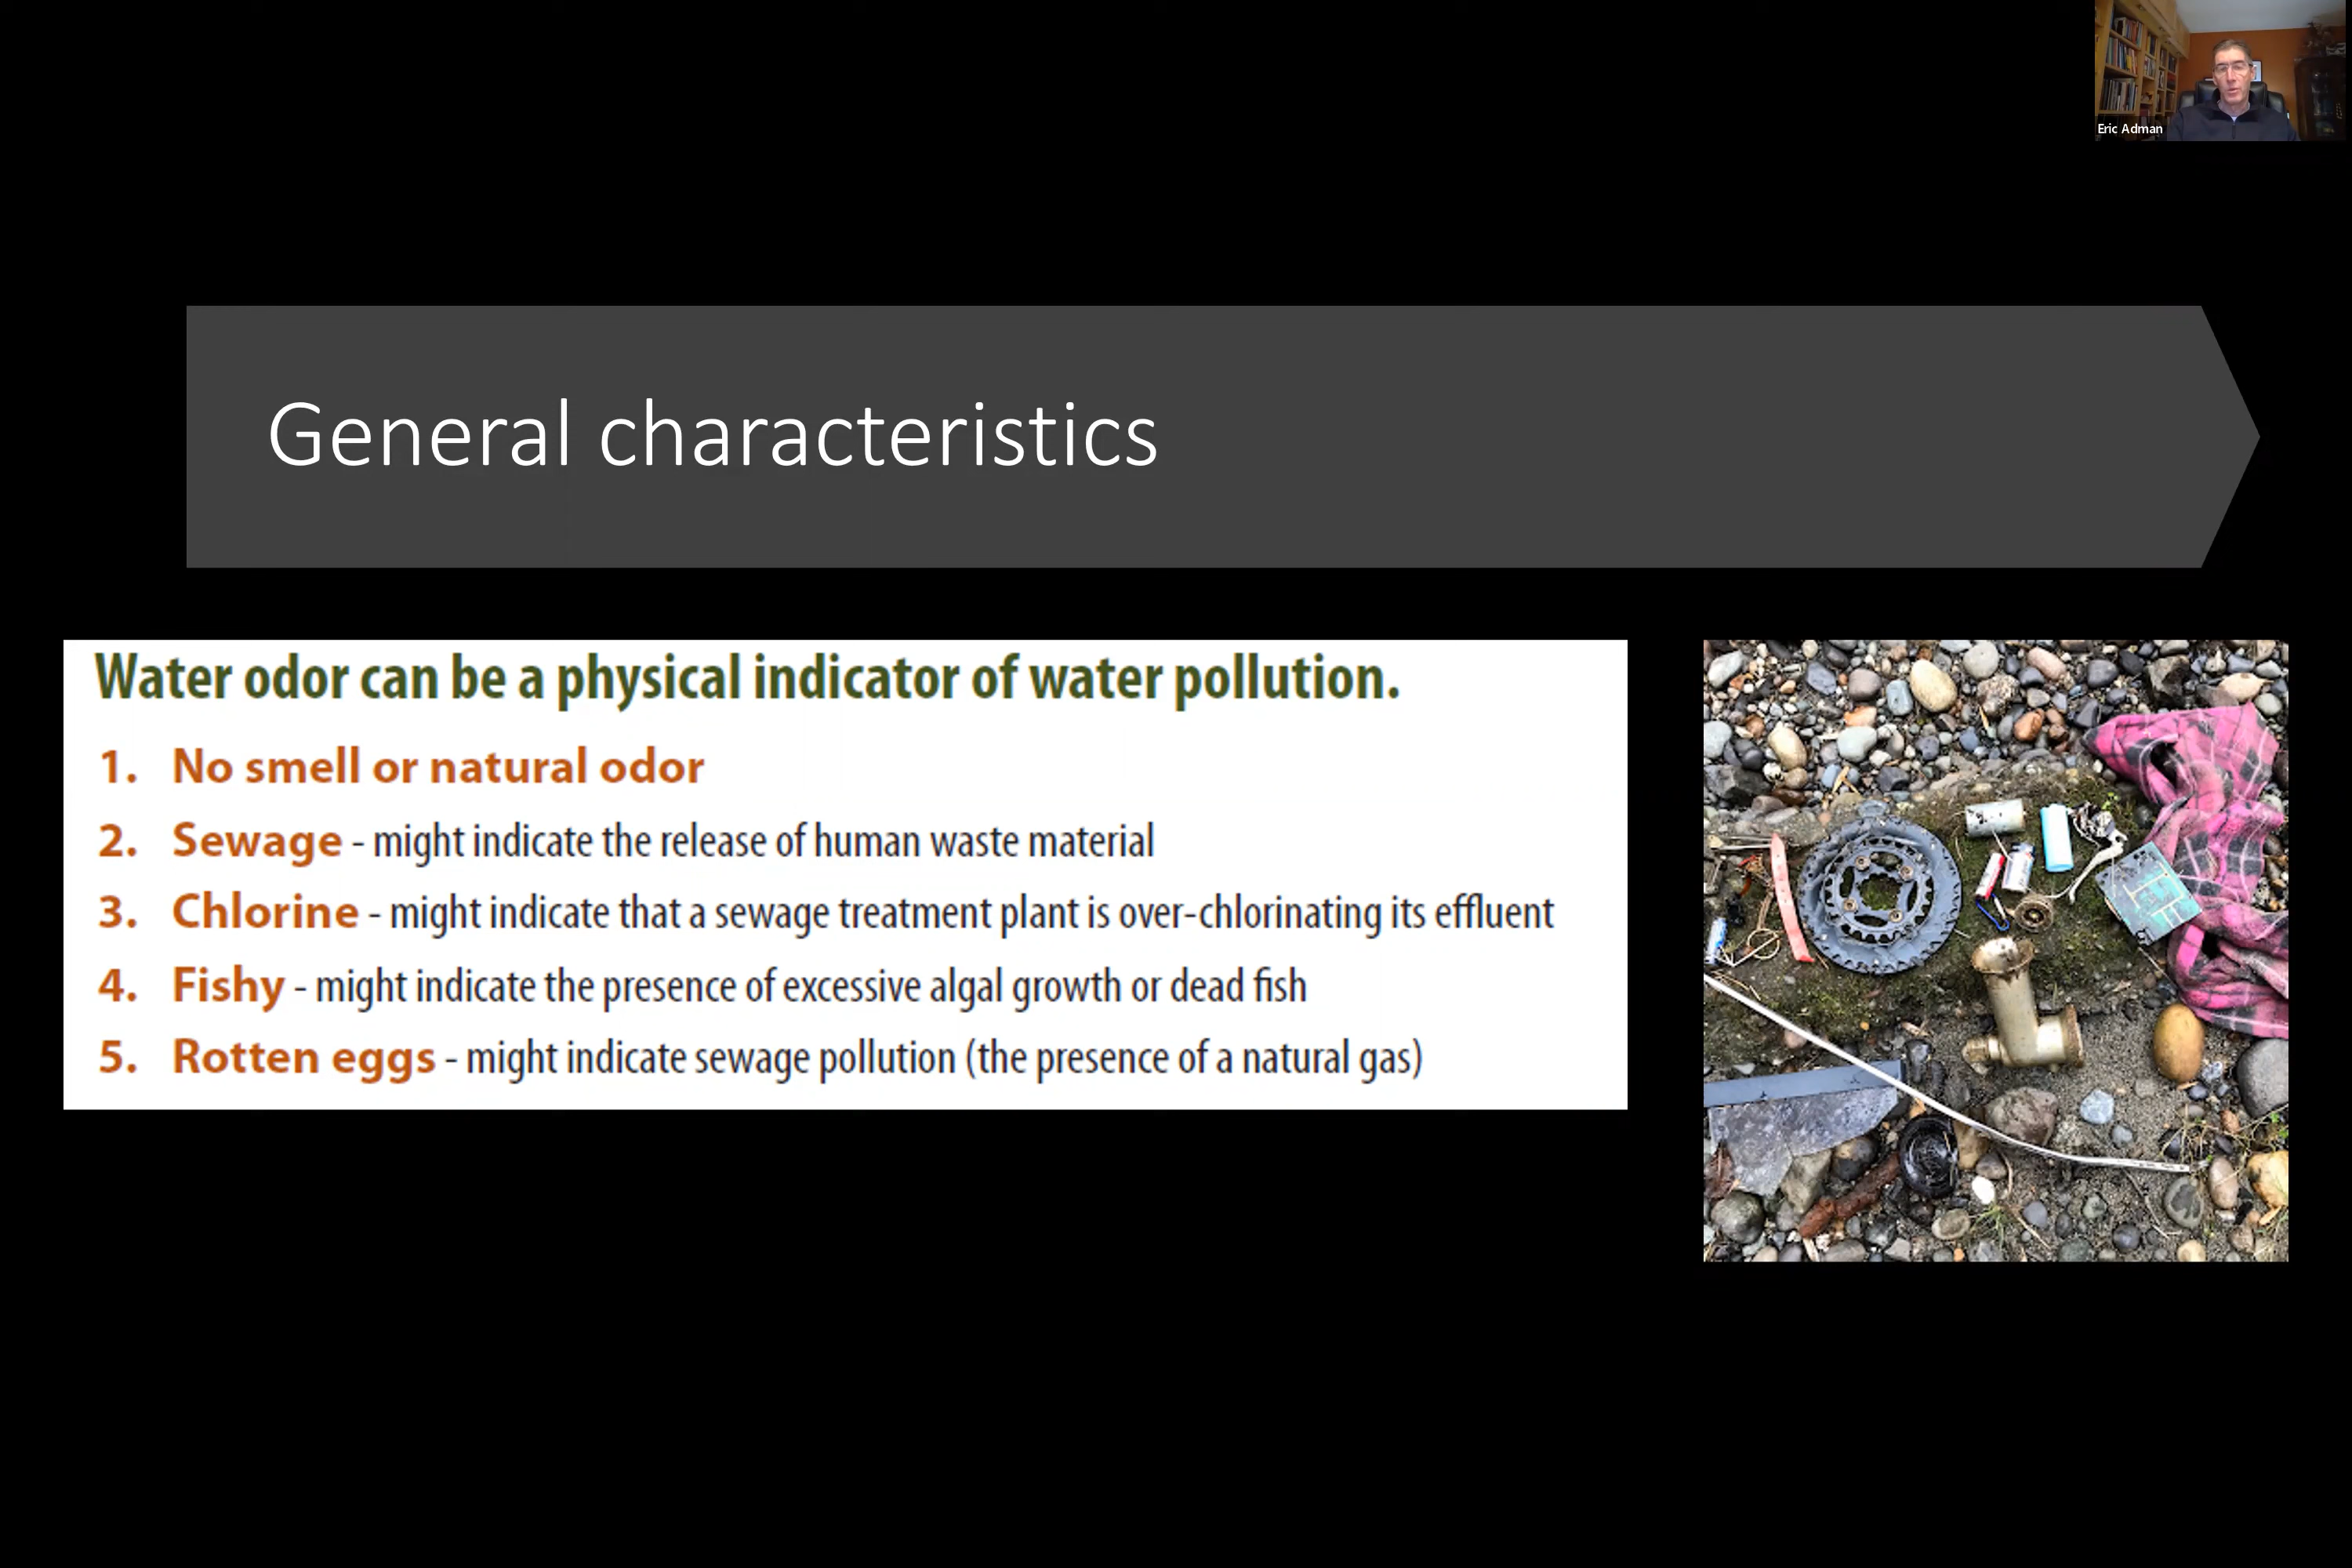 Eric Adman
General characteristics
Water odor can be a physical indicator of water pollution.
1. No smell or natural odor
2. Sewage - might indicate the release of human waste material
3. Chlorine - might indicate that a sewage treatment plant is over-chlorinating its effluent
4. Fishy - might indicate the presence of excessive algal growth or dead fish
5. Rotten eggs - might indicate sewage pollution (the presence of a natural gas)